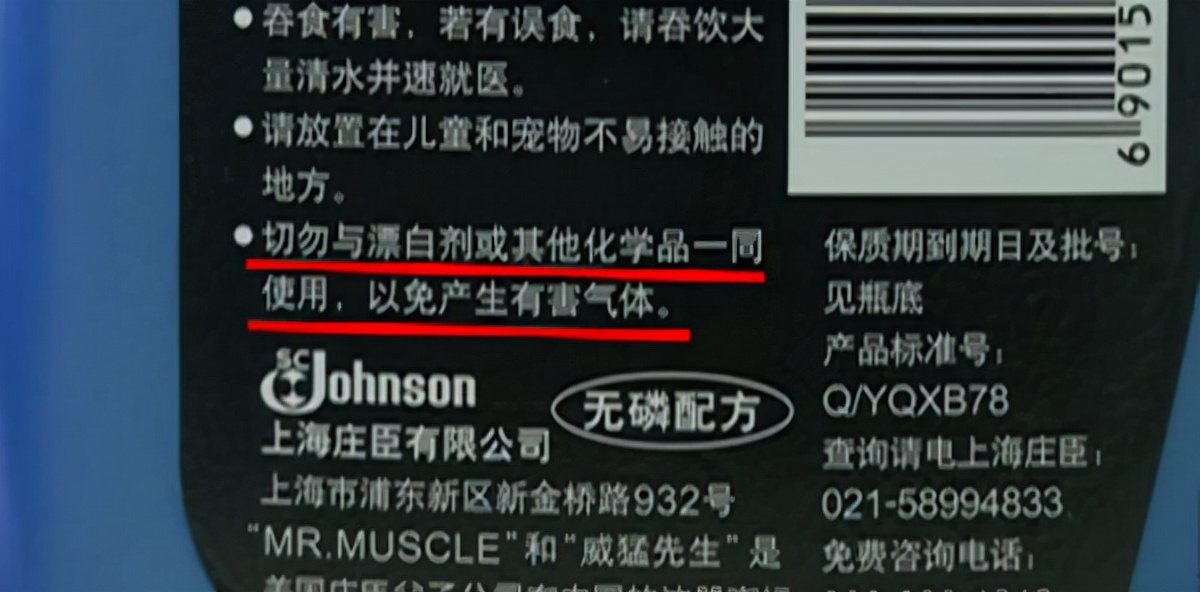 吞食有害，若有误食，请吞饮大
量清水并速就医。
请放置在儿童和宠物不易接触的
地方。
切勿与漂白剂或其他化学品一同
使用，以免产生有害气体。
SC Johnson
无磷配方
上海庄臣有限公司
上海市浦东新区新金桥路932号
“MR.MUSCLE”和“威猛先生”是
6 9015
保质期到期日及批号：
见瓶底
产品标准号：
Q/YQXB78
查询请电上海庄臣：
021-58994833
免费咨询电话：